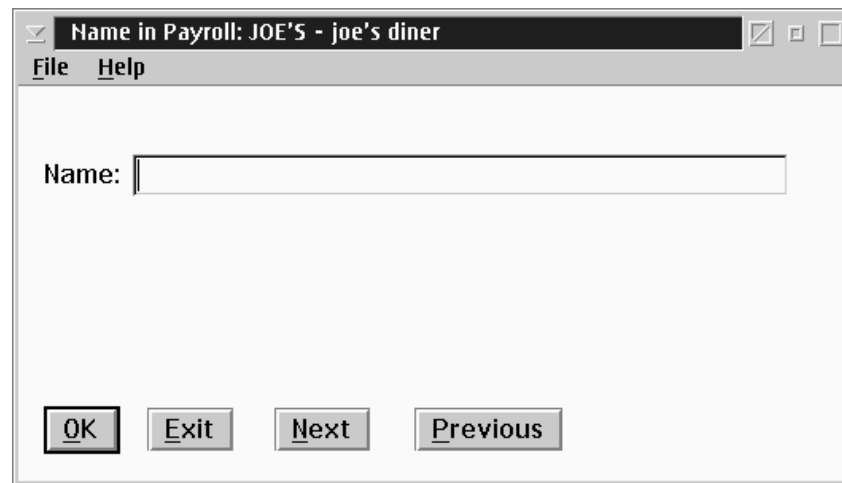 Name in Payroll: JOE'S - joe's diner
File Help
Name:
OK Exit Next Previous